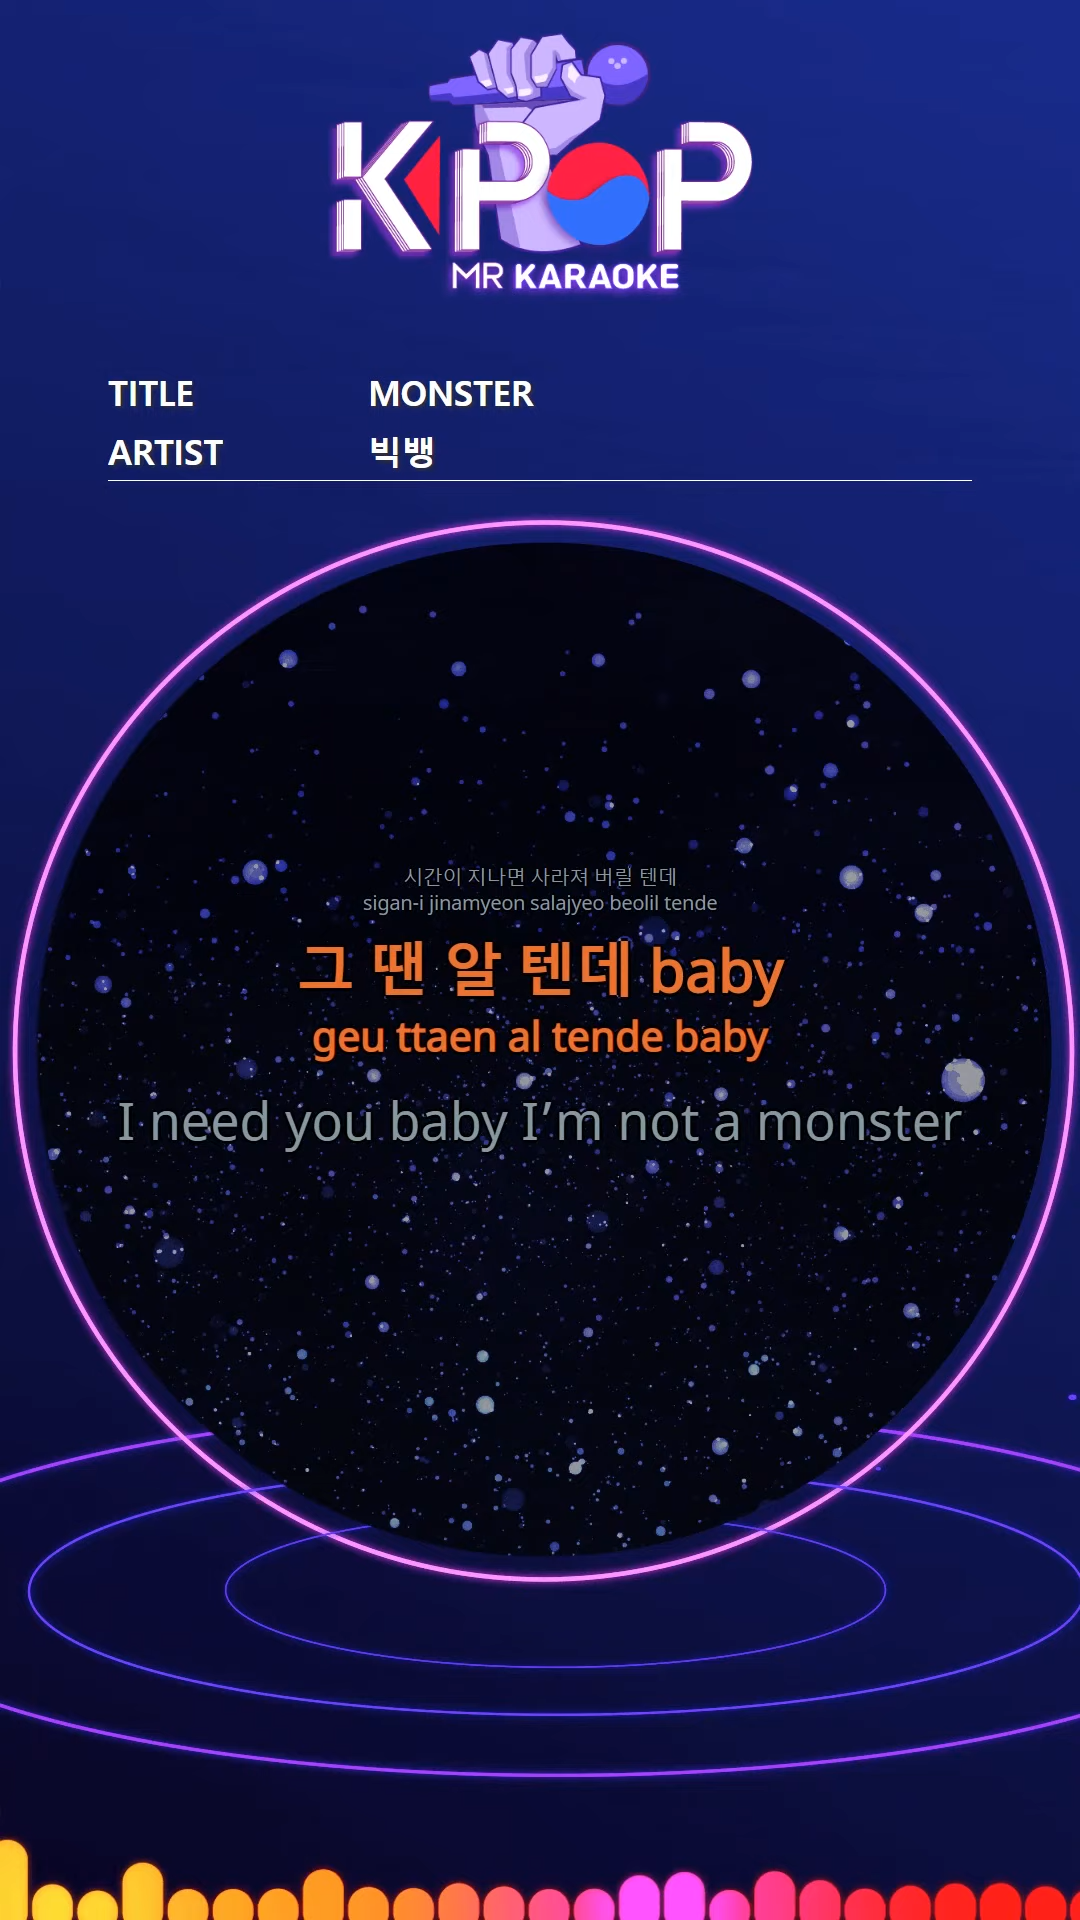 KPOP
MR KARAOKE
TITLE MONSTER
ARTIST 빅뱅
시간이 지나면 사라져 버릴 텐데
sigan-i jinamyeon salajyeo beolil tende
그 땐 알 텐데 baby
geu ttaen al tende baby
I need you baby I’m not a monster